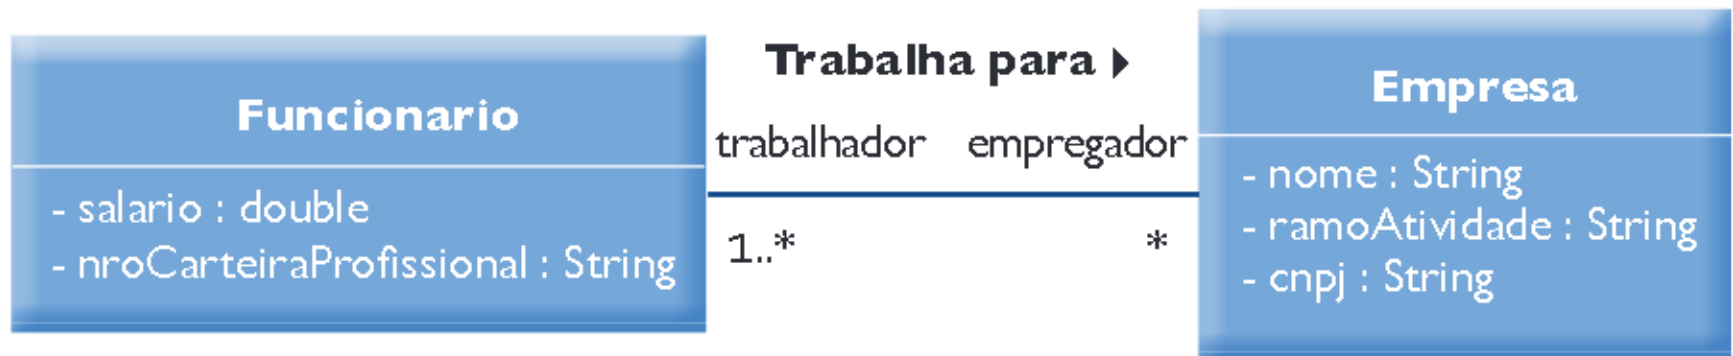 Funcionario
- salario : double
- nroCarteiraProfissional : String
Trabalha para ▸
trabalhador empregador
1..* *
Empresa
- nome : String
- ramoAtividade : String
- cnpj : String